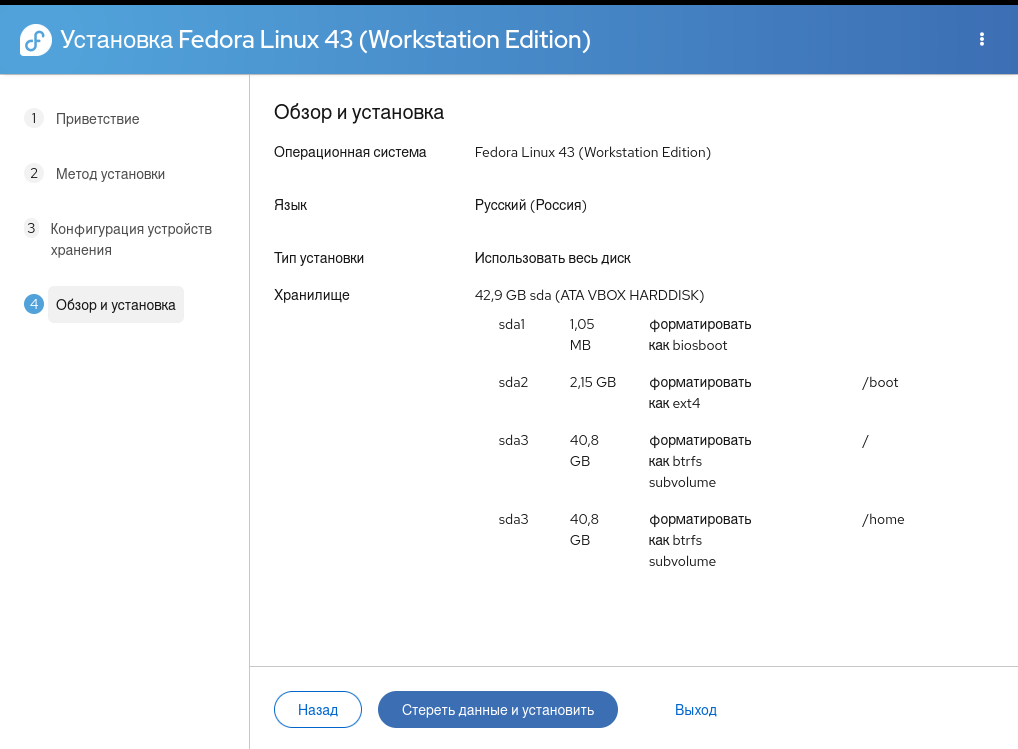 Установка Fedora Linux 43 (Workstation Edition)
1 Приветствие
2 Метод установки
3 Конфигурация устройств
хранения
4 Обзор и установка
Обзор и установка
Операционная система Fedora Linux 43 (Workstation Edition)
Язык Русский (Россия)
Тип установки Использовать весь диск
Хранилище 42,9 GB sda (ATA VBOX HARDDISK)
sda1 1,05 форматировать
MB как biosboot
sda2 2,15 GB форматировать /boot
как ext4
sda3 40,8 форматировать /
GB как btrfs
subvolume
sda3 40,8 форматировать /home
GB как btrfs
subvolume
Назад Стереть данные и установить Выход